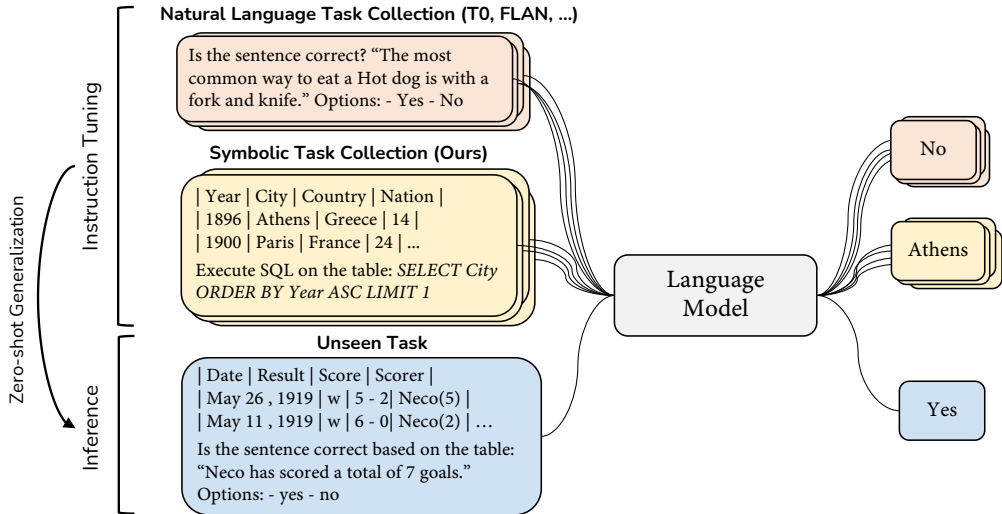 Natural Language Task Collection (T0, FLAN, ...)
Is the sentence correct? “The most
common way to eat a Hot dog is with a
fork and knife.” Options: - Yes - No
Symbolic Task Collection (Ours)
| Year | City | Country | Nation |
| 1896 | Athens | Greece | 14 |
| 1900 | Paris | France | 24 | ...
Execute SQL on the table: SELECT City
ORDER BY Year ASC LIMIT 1
Unseen Task
| Date | Result | Score | Scorer |
| May 26 , 1919 | w | 5 - 2| Neco(5) |
| May 11 , 1919 | w | 6 - 0| Neco(2) | …
Is the sentence correct based on the table:
“Neco has scored a total of 7 goals.”
Options: - yes - no
Zero-shot Generalization
Instruction Tuning
Inference
Language
Model
No
Athens
Yes